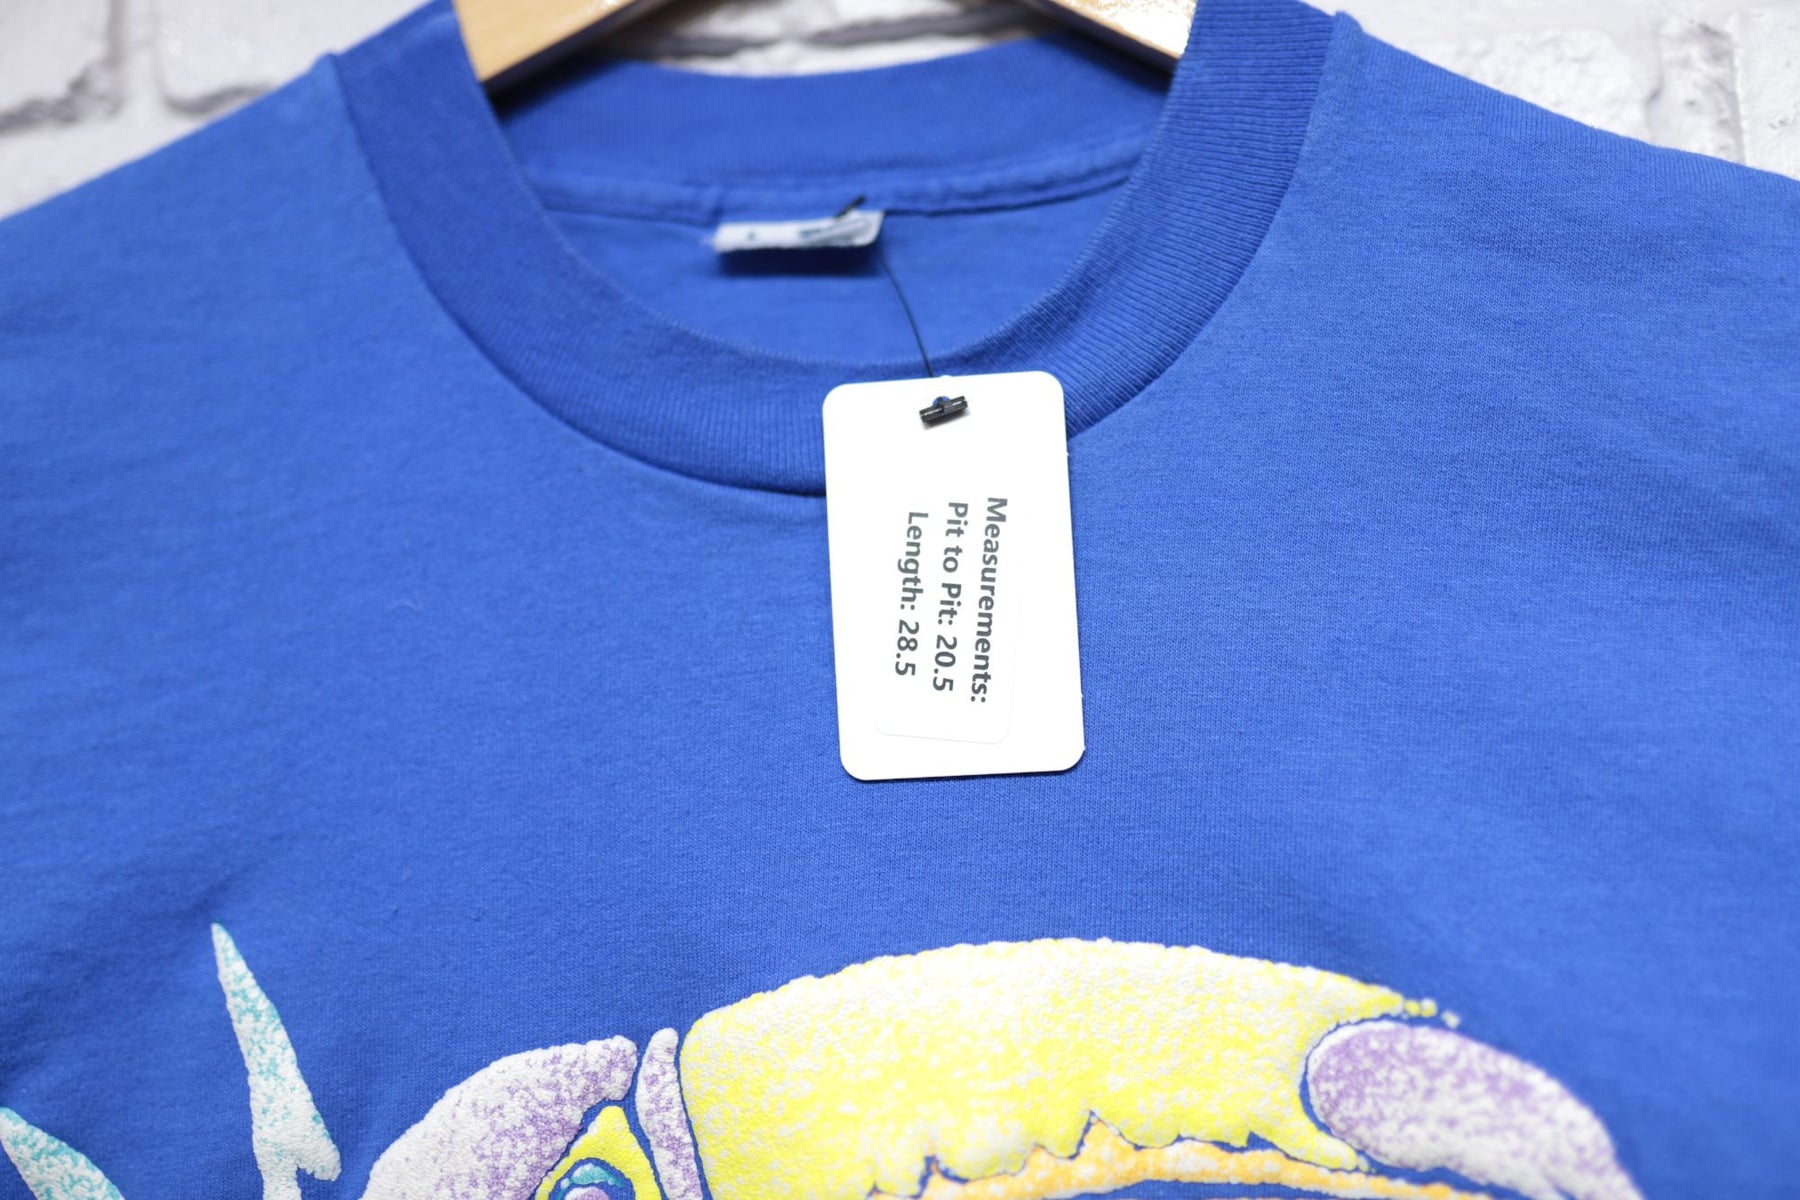 Measurements:
Pit to Pit: 20.5
Length: 28.5